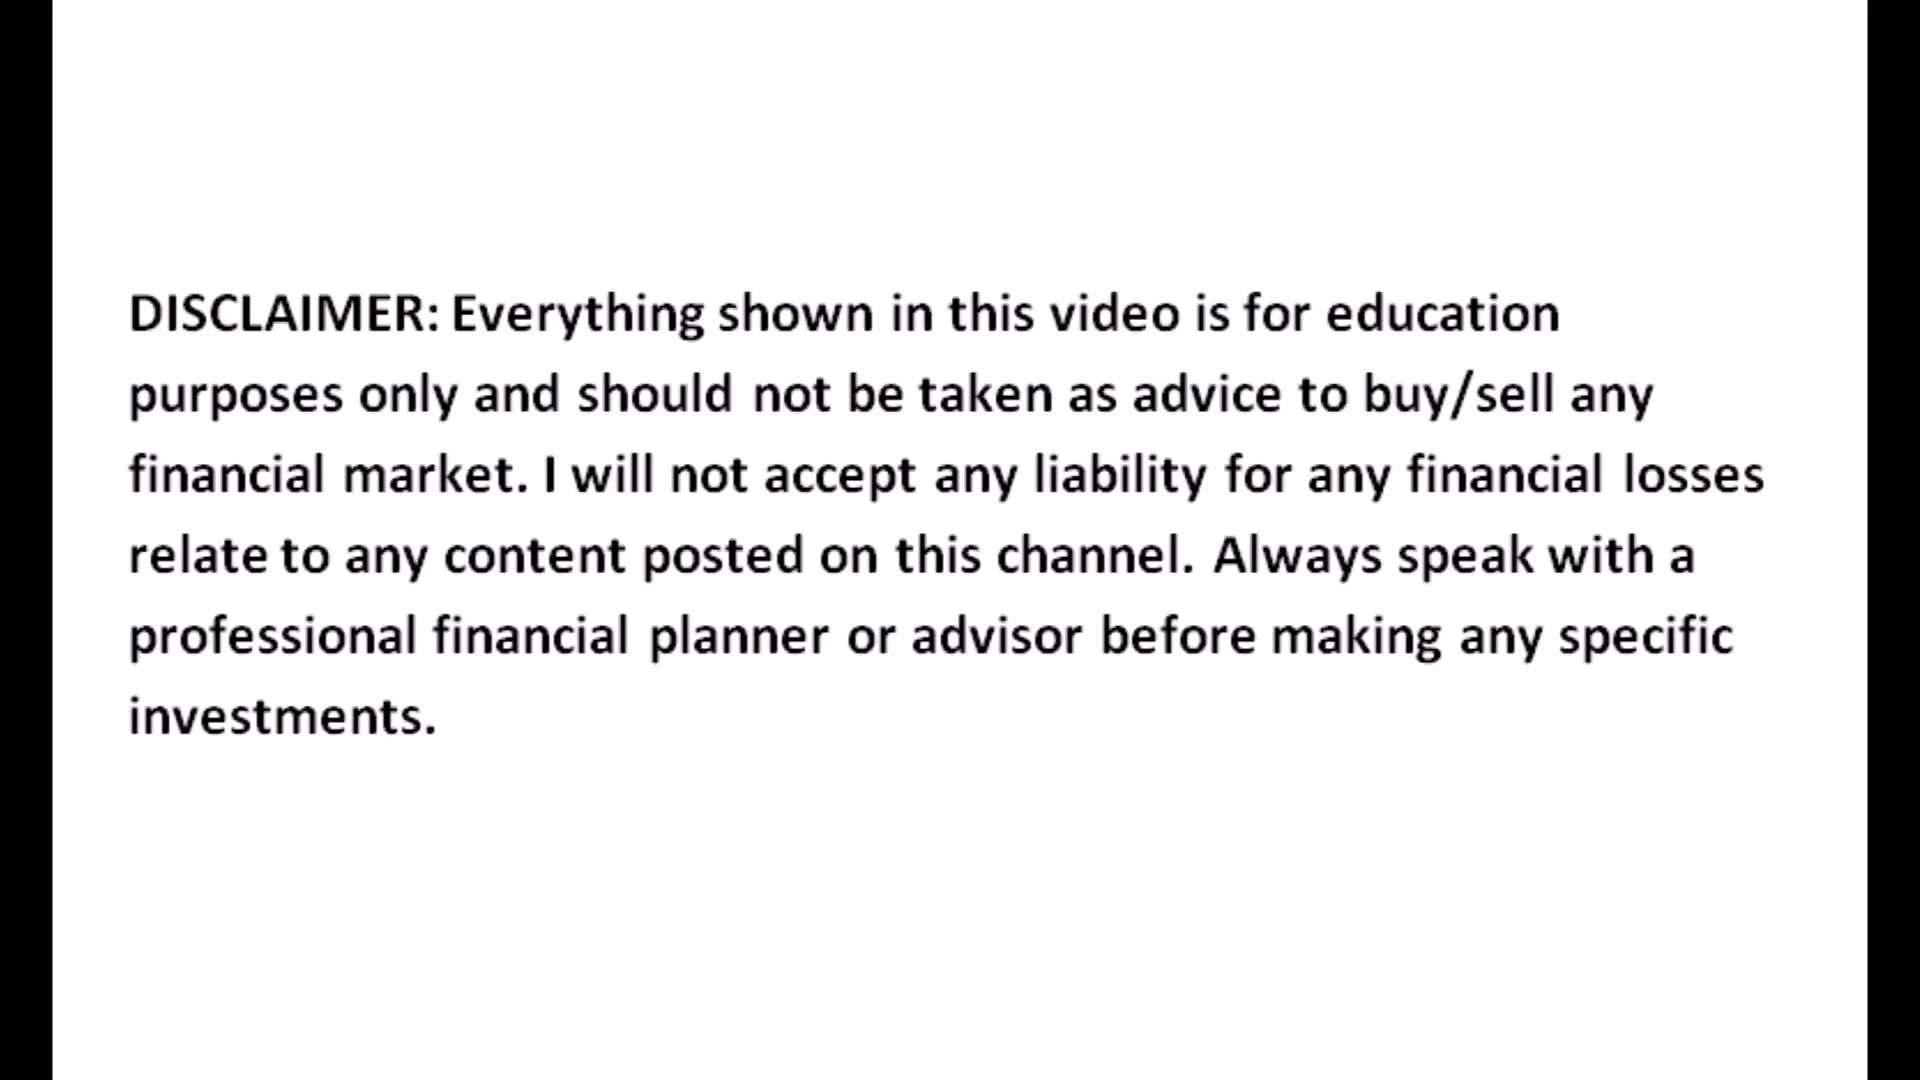 DISCLAIMER: Everything shown in this video is for education
purposes only and should not be taken as advice to buy/sell any
financial market. I will not accept any liability for any financial losses
relate to any content posted on this channel. Always speak with a
professional financial planner or advisor before making any specific
investments.